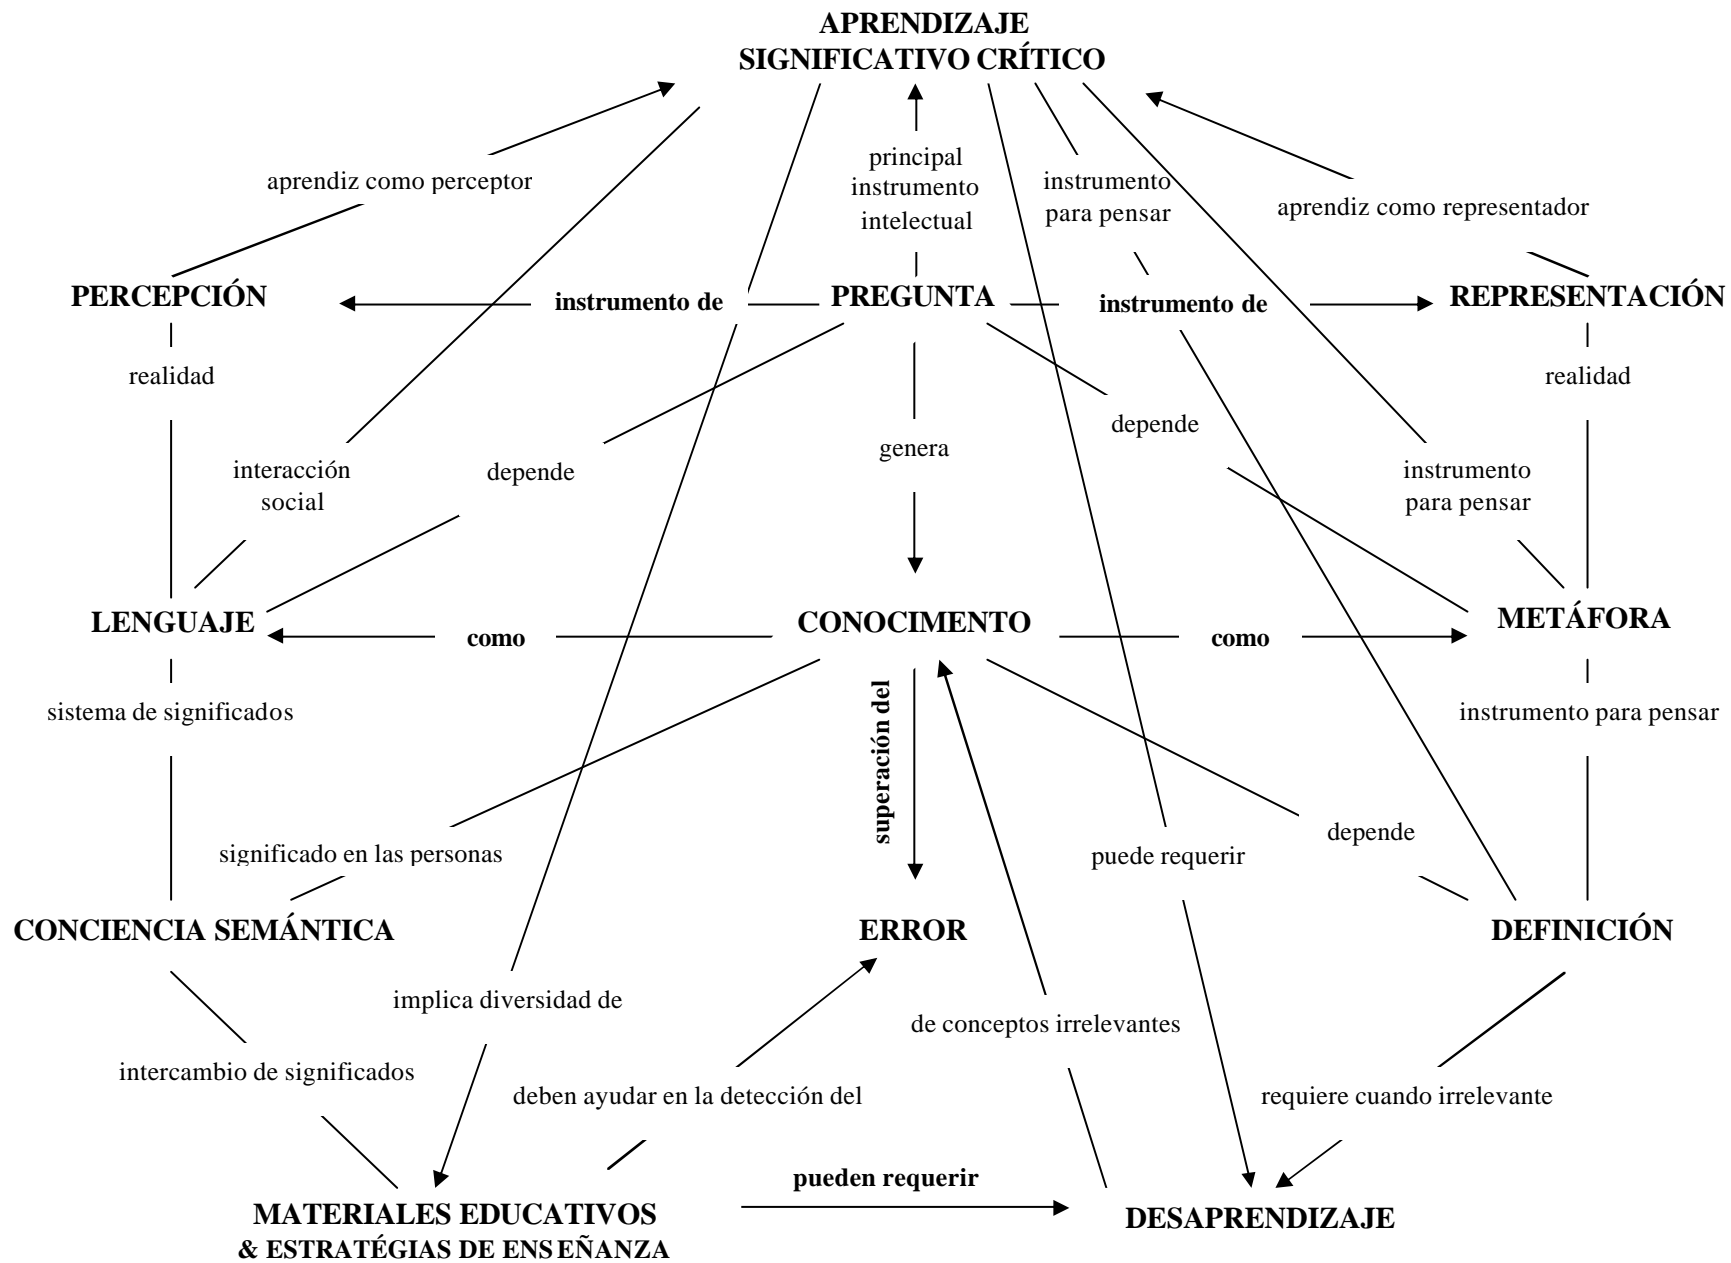 APRENDIZAJE
SIGNIFICATIVO CRÍTICO
principal
instrumento
intelectual
instrumento
para pensar
aprendiz como perceptor
aprendiz como representador
PERCEPCIÓN
instrumento de
PREGUNTA
instrumento de
REPRESENTACIÓN
realidad
realidad
depende
genera
interacción
social
depende
instrumento
para pensar
LENGUAJE
como
CONOCIMENTO
como
METÁFORA
sistema de significados
superación del
instrumento para pensar
significado en las personas
puede requerir
depende
CONCIENCIA SEMÁNTICA
ERROR
DEFINICIÓN
implica diversidad de
de conceptos irrelevantes
intercambio de significados
deben ayudar en la detección del
requiere cuando irrelevante
pueden requerir
MATERIALES EDUCATIVOS
& ESTRATÉGIAS DE ENSEÑANZA
DESAPRENDIZAJE